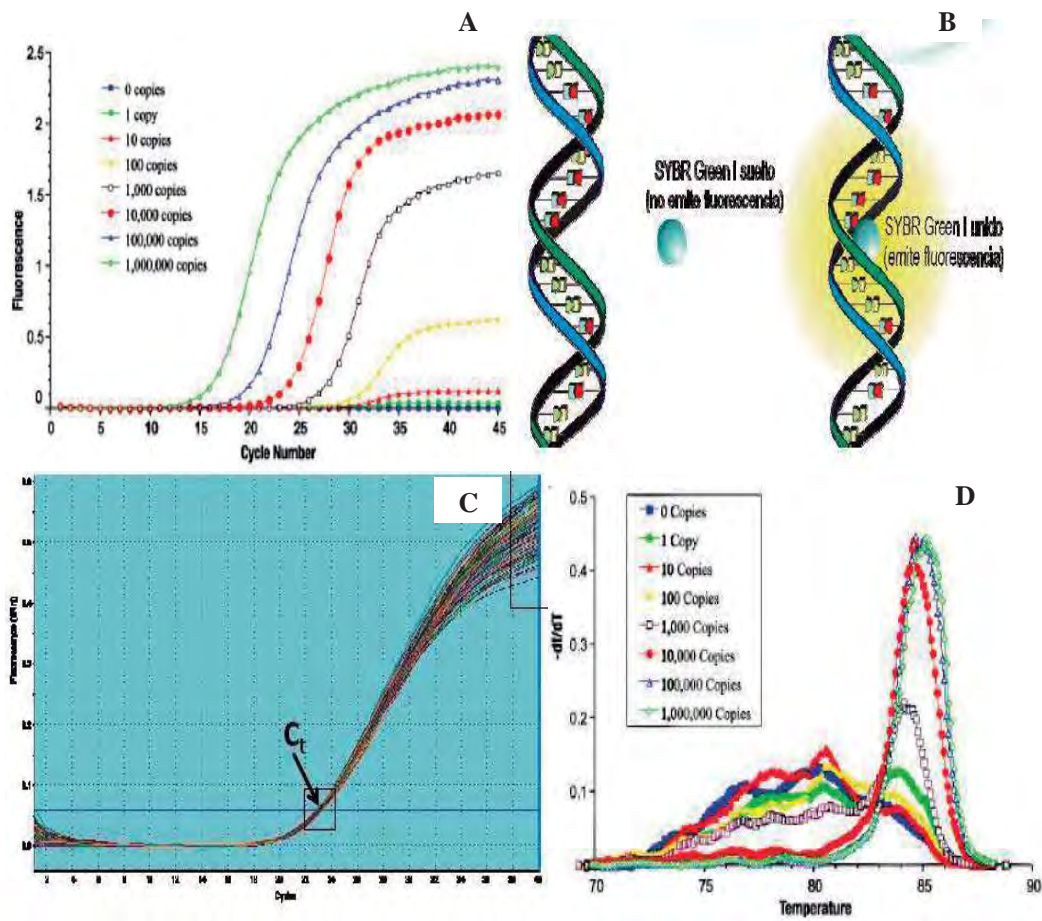 A
2.5
2
1.5
1
0.5
0
0 copies
1 copy
10 copies
100 copies
1,000 copies
10,000 copies
100,000 copies
1,000,000 copies
Fluorescence
0 5 10 15 20 25 30 35 40 45
Cycle Number
B
SYBR Green I suelto
(no emite fluorescencia)
SYBR Green I unido
(emite fluorescencia)
C
Ct
Cycles
D
0.5
0.4
0.3
0.2
0.1
0
0 Copies
1 Copy
10 Copies
100 Copies
1,000 Copies
10,000 Copies
100,000 Copies
1,000,000 Copies
-df/dT
70 75 80 85 90
Temperature